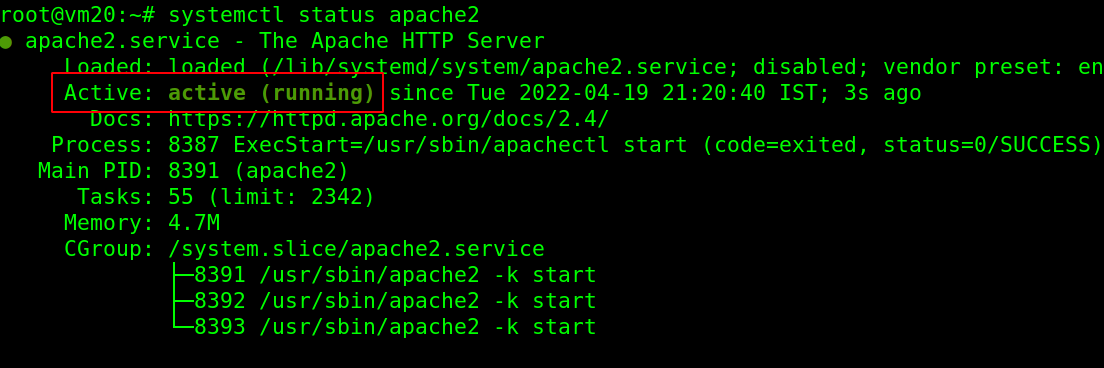 root@vm20:~# systemctl status apache2
● apache2.service - The Apache HTTP Server
Loaded: loaded (/lib/systemd/system/apache2.service; disabled; vendor preset: en
Active: active (running) since Tue 2022-04-19 21:20:40 IST; 3s ago
Docs: https://httpd.apache.org/docs/2.4/
Process: 8387 ExecStart=/usr/sbin/apachectl start (code=exited, status=0/SUCCESS)
Main PID: 8391 (apache2)
Tasks: 55 (limit: 2342)
Memory: 4.7M
CGroup: /system.slice/apache2.service
├─8391 /usr/sbin/apache2 -k start
├─8392 /usr/sbin/apache2 -k start
└─8393 /usr/sbin/apache2 -k start